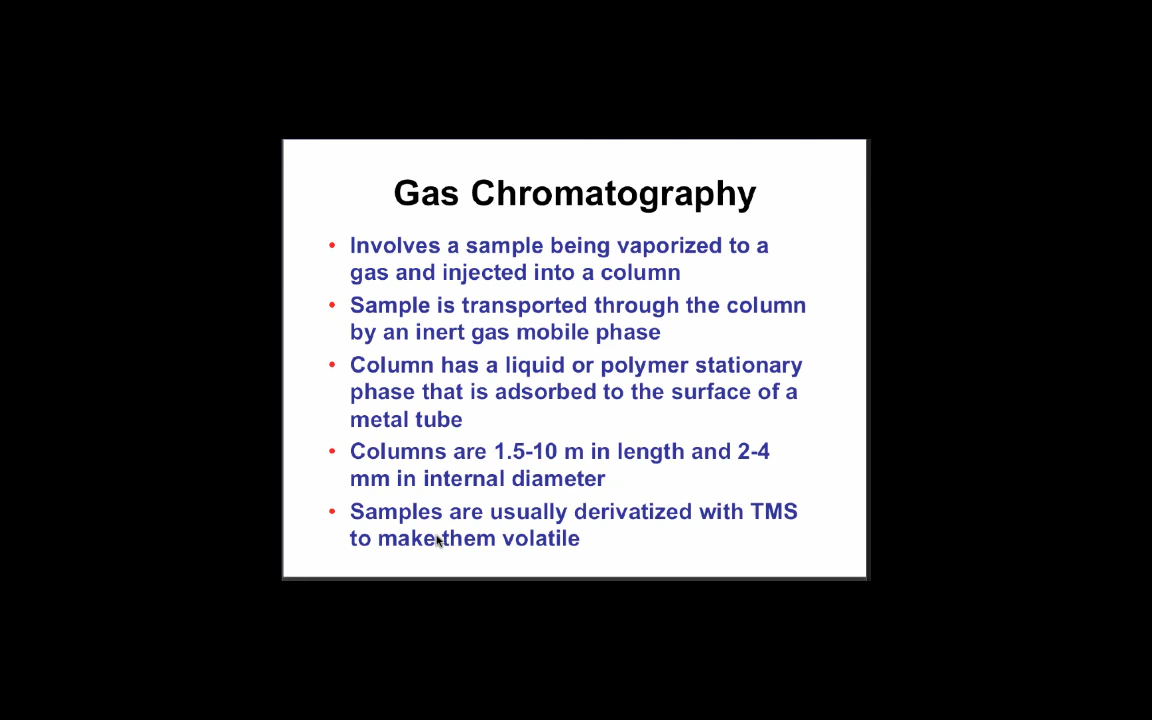 Gas Chromatography
• Involves a sample being vaporized to a
gas and injected into a column
• Sample is transported through the column
by an inert gas mobile phase
• Column has a liquid or polymer stationary
phase that is adsorbed to the surface of a
metal tube
• Columns are 1.5-10 m in length and 2-4
mm in internal diameter
• Samples are usually derivatized with TMS
to make them volatile